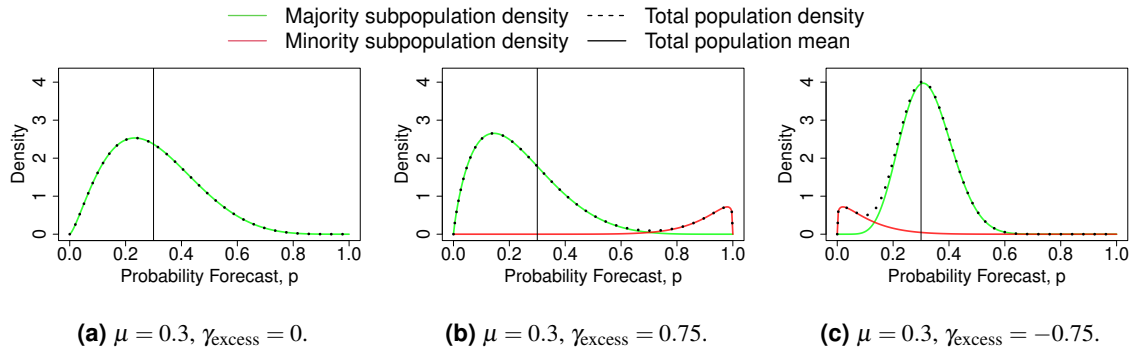 Majority subpopulation density
Total population density
Minority subpopulation density
Total population mean
Density
0 1 2 3 4
0.0 0.2 0.4 0.6 0.8 1.0
Probability Forecast, p
(a) μ = 0.3, γexcess = 0.
Density
0 1 2 3 4
0.0 0.2 0.4 0.6 0.8 1.0
Probability Forecast, p
(b) μ = 0.3, γexcess = 0.75.
Density
0 1 2 3 4
0.0 0.2 0.4 0.6 0.8 1.0
Probability Forecast, p
(c) μ = 0.3, γexcess = −0.75.